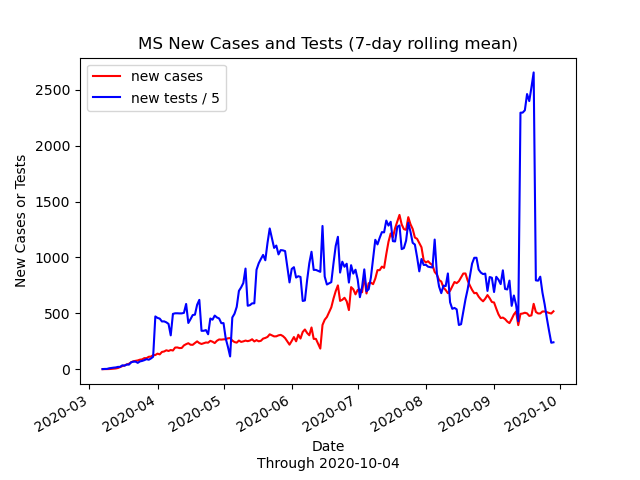 MS New Cases and Tests (7-day rolling mean)
new cases
new tests / 5
New Cases or Tests
2500
2000
1500
1000
500
0
2020-03
2020-04
2020-05
2020-06
2020-07
2020-08
2020-09
2020-10
Date
Through 2020-10-04